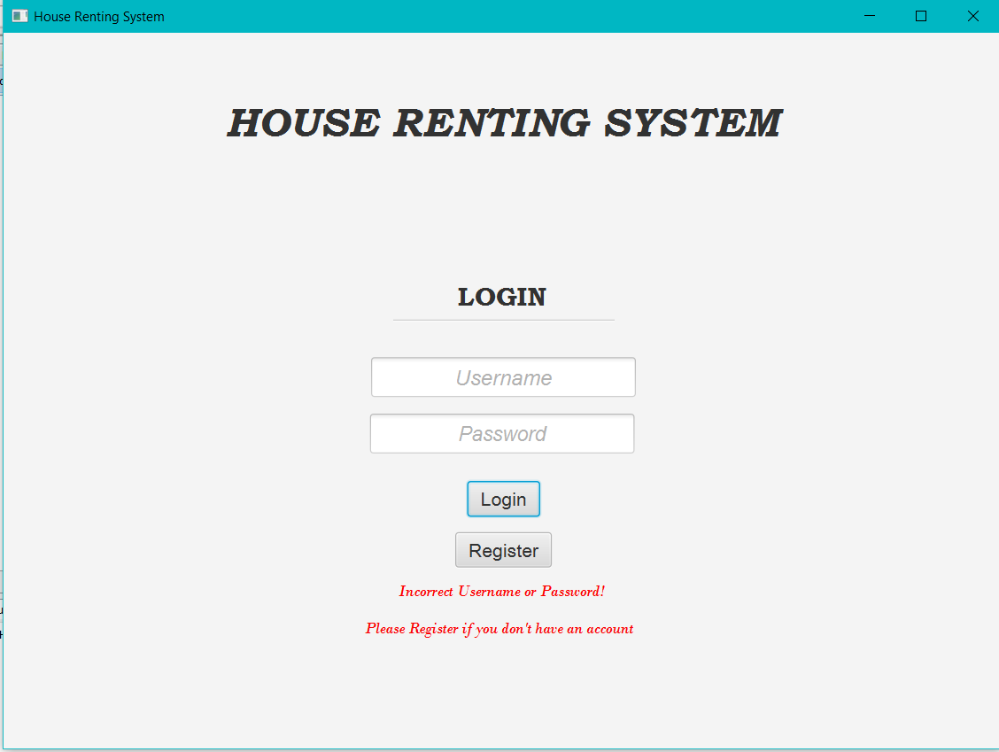 House Renting System
HOUSE RENTING SYSTEM
LOGIN
Username
Password
Login
Register
Incorrect Username or Password!
Please Register if you don't have an account